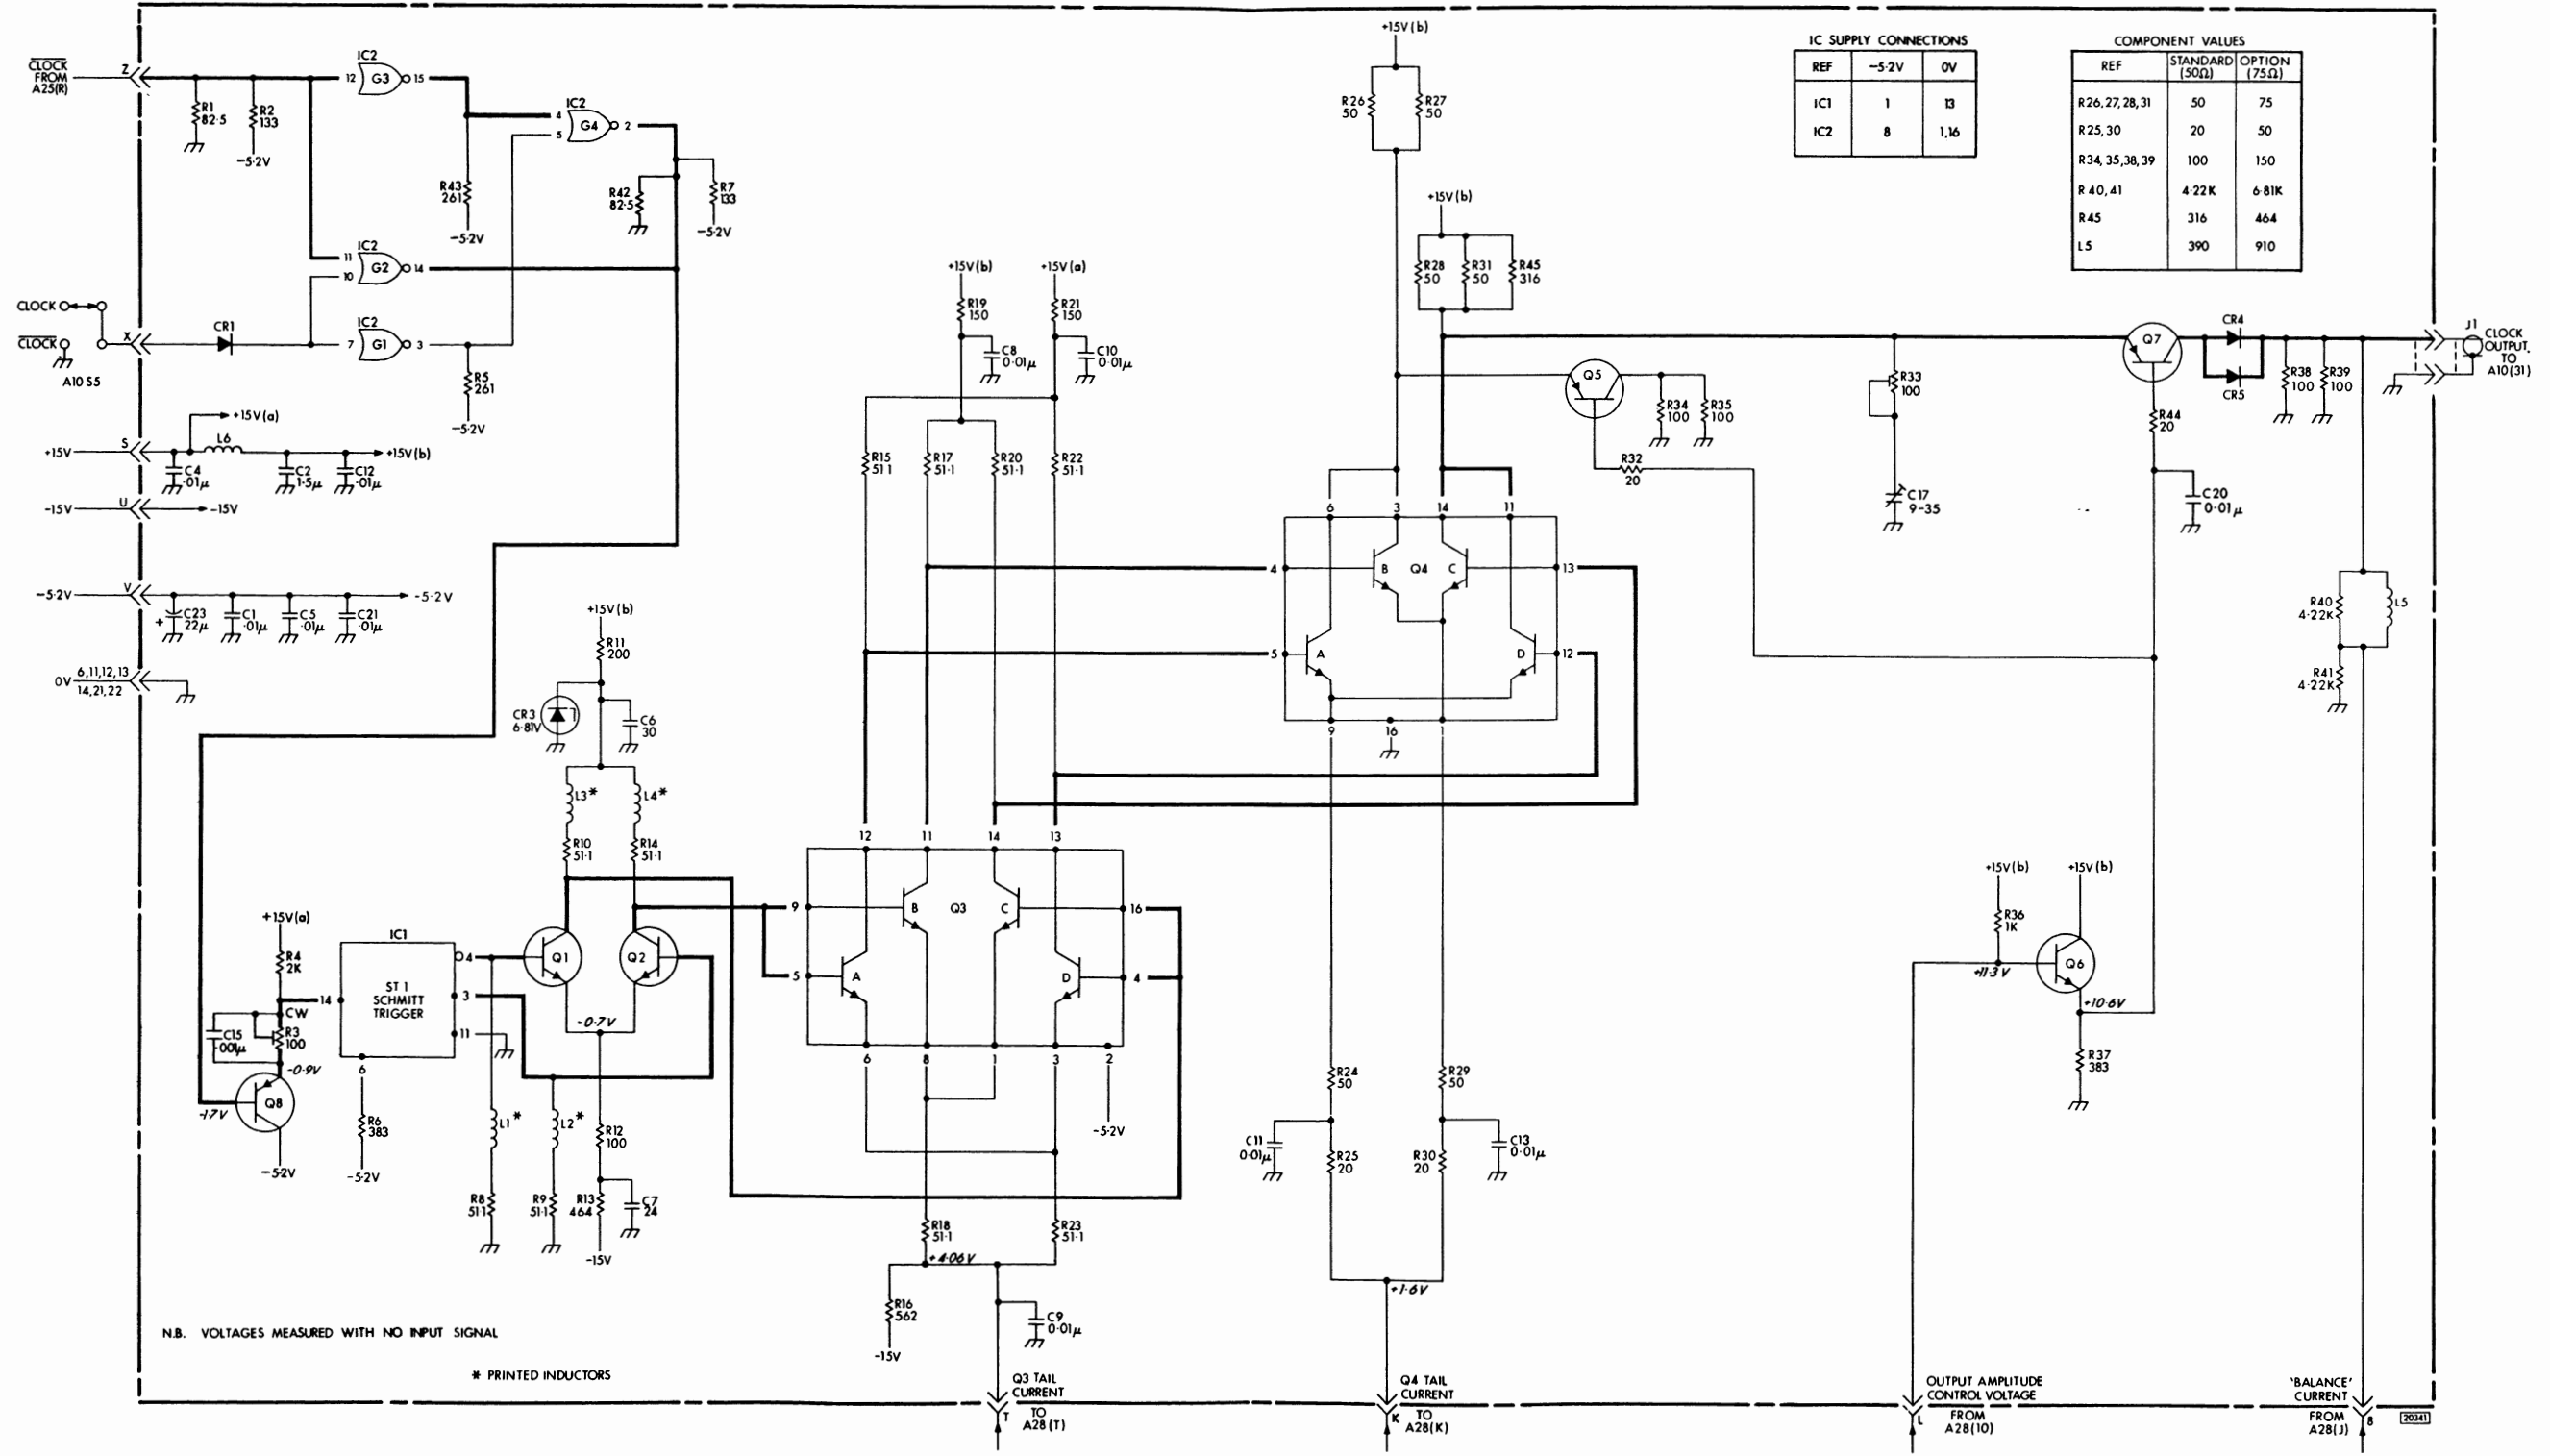 CLOCK
FROM
A25(R)
Z
R1
82·5
R2
133
-5·2V
IC2
12 G3 15
IC2
4
5
G4 2
R43
261
-5·2V
R42
82·5
R7
133
-5·2V
IC2
11
10
G2 14
CLOCK
CLOCK
A10 S5
X
CR1
IC2
7 G1 3
R5
261
-5·2V
+15V(a)
+15V
S
L6
+15V(b)
C4
·01μ
C2
1·5μ
C12
·01μ
-15V
U
-15V
-5·2V
V
-5·2V
+
C23
22μ
C1
·01μ
C5
·01μ
C21
·01μ
0V
6,11,12,13
14,21,22
+15V(b)
R11
200
CR3
6·81V
C6
30
L3*
L4*
R10
51·1
R14
51·1
+15V(a)
R4
2K
CW
C15
·001μ
R3
100
-0·9V
Q8
-1·7V
-5·2V
IC1
14
ST 1
SCHMITT
TRIGGER
4
3
11
6
R6
383
-5·2V
Q1
Q2
-0·7V
L1*
L2*
R12
100
R8
51·1
R9
51·1
R13
464
C7
24
-15V
+15V(b)
R19
150
C8
0·01μ
+15V(a)
R21
150
C10
0·01μ
R15
51·1
R17
51·1
R20
51·1
R22
51·1
12
11
14
13
9
B
Q3
C
16
5
A
D
4
6
8
1
3
2
-5·2V
R18
51·1
R23
51·1
+4·06V
R16
562
-15V
C9
0·01μ
Q3 TAIL
CURRENT
T
TO
A28(T)
+15V(b)
R26
50
R27
50
+15V(b)
R28
50
R31
50
R45
316
Q5
R34
100
R35
100
R32
20
6
3
14
11
4
B
Q4
C
13
5
A
D
12
9
16
1
R24
50
R29
50
C11
0·01μ
R25
20
R30
20
C13
0·01μ
+1·6V
Q4 TAIL
CURRENT
K
TO
A28(K)
IC SUPPLY CONNECTIONS
REF -5·2V 0V
IC1 1 13
IC2 8 1,16
COMPONENT VALUES
REF STANDARD (50Ω) OPTION (75Ω)
R26,27,28,31 50 75
R25,30 20 50
R34,35,38,39 100 150
R40,41 4·22K 6·81K
R45 316 464
L5 390 910
R33
100
C17
9-35
Q7
CR4
CR5
R44
20
C20
0·01μ
R38
100
R39
100
J1
CLOCK
OUTPUT.
TO
A10(31)
R40
4·22K
L5
R41
4·22K
+15V(b)
R36
1K
+15V(b)
+11·3V
Q6
+10·6V
R37
383
OUTPUT AMPLITUDE
CONTROL VOLTAGE
L
FROM
A28(10)
'BALANCE'
CURRENT
FROM
A28(J)
8
20341
N.B. VOLTAGES MEASURED WITH NO INPUT SIGNAL
* PRINTED INDUCTORS